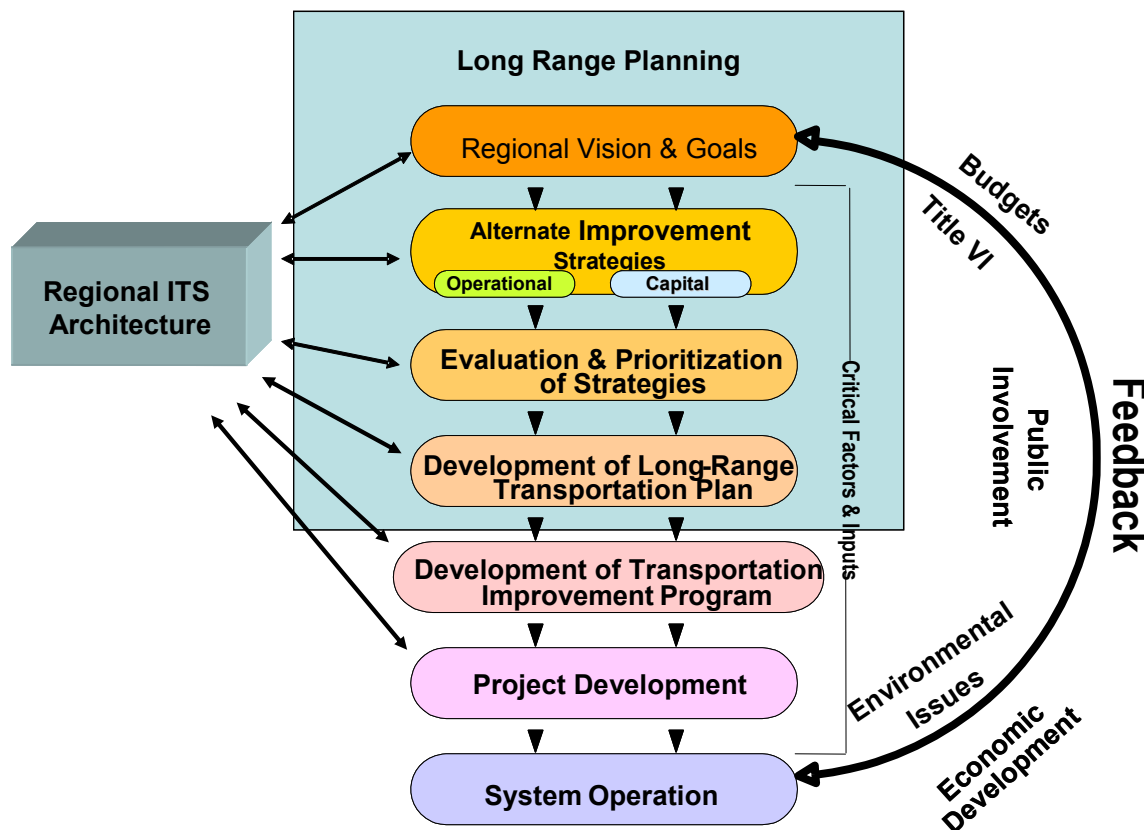 Long Range Planning
Regional Vision & Goals
Alternate Improvement
Strategies
Operational
Capital
Evaluation & Prioritization
of Strategies
Development of Long-Range
Transportation Plan
Development of Transportation
Improvement Program
Project Development
System Operation
Regional ITS
Architecture
Critical Factors & Inputs
Budgets
Title VI
Public
Involvement
Environmental
Issues
Economic
Development
Feedback